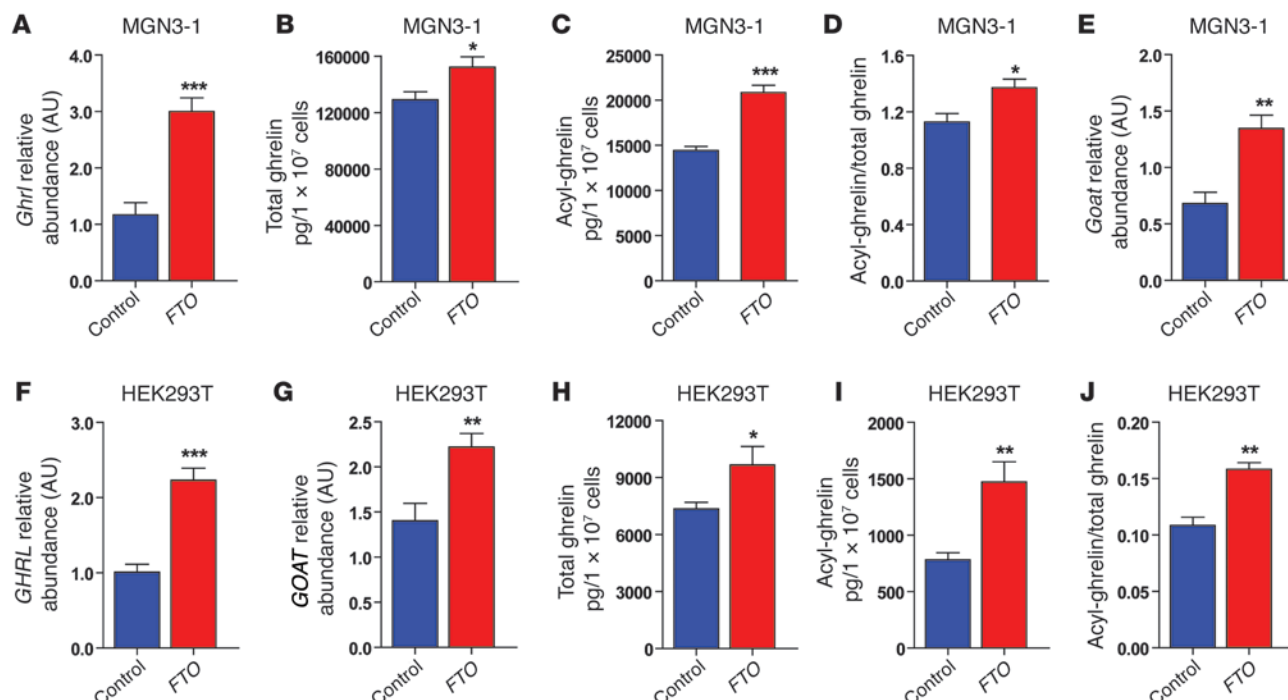 A MGN3-1
Ghrl relative
abundance (AU)
4.0
3.0
2.0
1.0
0.0
***
Control
FTO
B MGN3-1
Total ghrelin
pg/1 × 10⁷ cells
160000
120000
80000
40000
0
*
Control
FTO
C MGN3-1
Acyl-ghrelin
pg/1 × 10⁷ cells
25000
20000
15000
10000
5000
0
***
Control
FTO
D MGN3-1
Acyl-ghrelin/total ghrelin
1.6
1.2
0.8
0.4
0.0
*
Control
FTO
E MGN3-1
Goat relative
abundance (AU)
2.0
1.5
1.0
0.5
0.0
**
Control
FTO
F HEK293T
GHRL relative
abundance (AU)
3.0
2.0
1.0
0.0
***
Control
FTO
G HEK293T
GOAT relative
abundance (AU)
2.5
2.0
1.5
1.0
0.5
0.0
**
Control
FTO
H HEK293T
Total ghrelin
pg/1 × 10⁷ cells
12000
9000
6000
3000
0
*
Control
FTO
I HEK293T
Acyl-ghrelin
pg/1 × 10⁷ cells
2000
1500
1000
500
0
**
Control
FTO
J HEK293T
Acyl-ghrelin/total ghrelin
0.20
0.15
0.10
0.05
0.00
**
Control
FTO